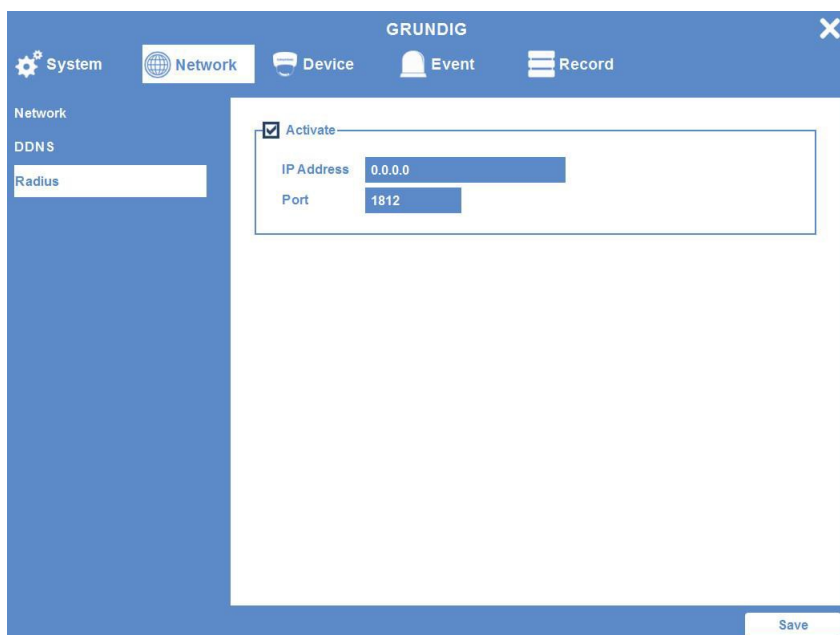 GRUNDIG
System Network Device Event Record
Network
DDNS
Radius
Activate
IP Address 0.0.0.0
Port 1812
Save